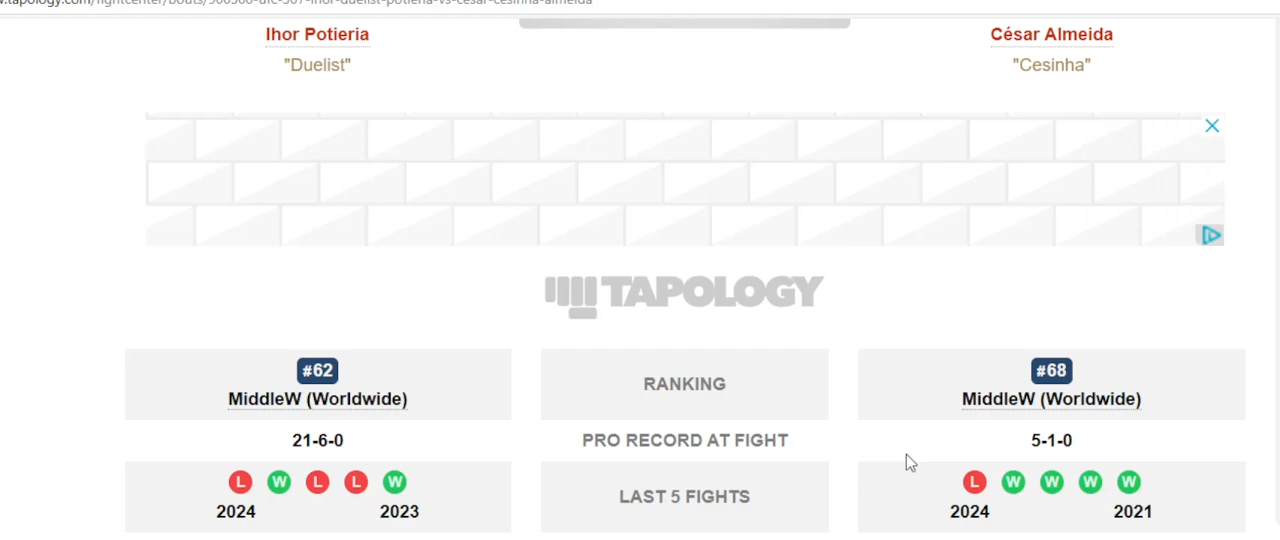 Ihor Potieria
"Duelist"
César Almeida
"Cesinha"
TAPOLOGY
#62
MiddleW (Worldwide)
RANKING
#68
MiddleW (Worldwide)
21-6-0
PRO RECORD AT FIGHT
5-1-0
L W L L W
2024 2023
LAST 5 FIGHTS
L W W W W
2024 2021